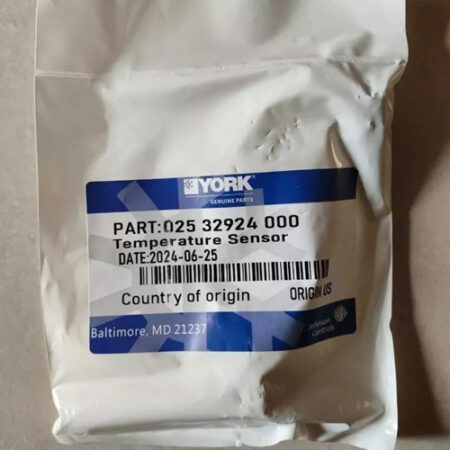 YORK®
GENUINE PARTS
PART:025 32924 000
Temperature Sensor
DATE:2024-06-25
Country of origin ORIGIN US
Baltimore, MD 21237
Johnson
Controls